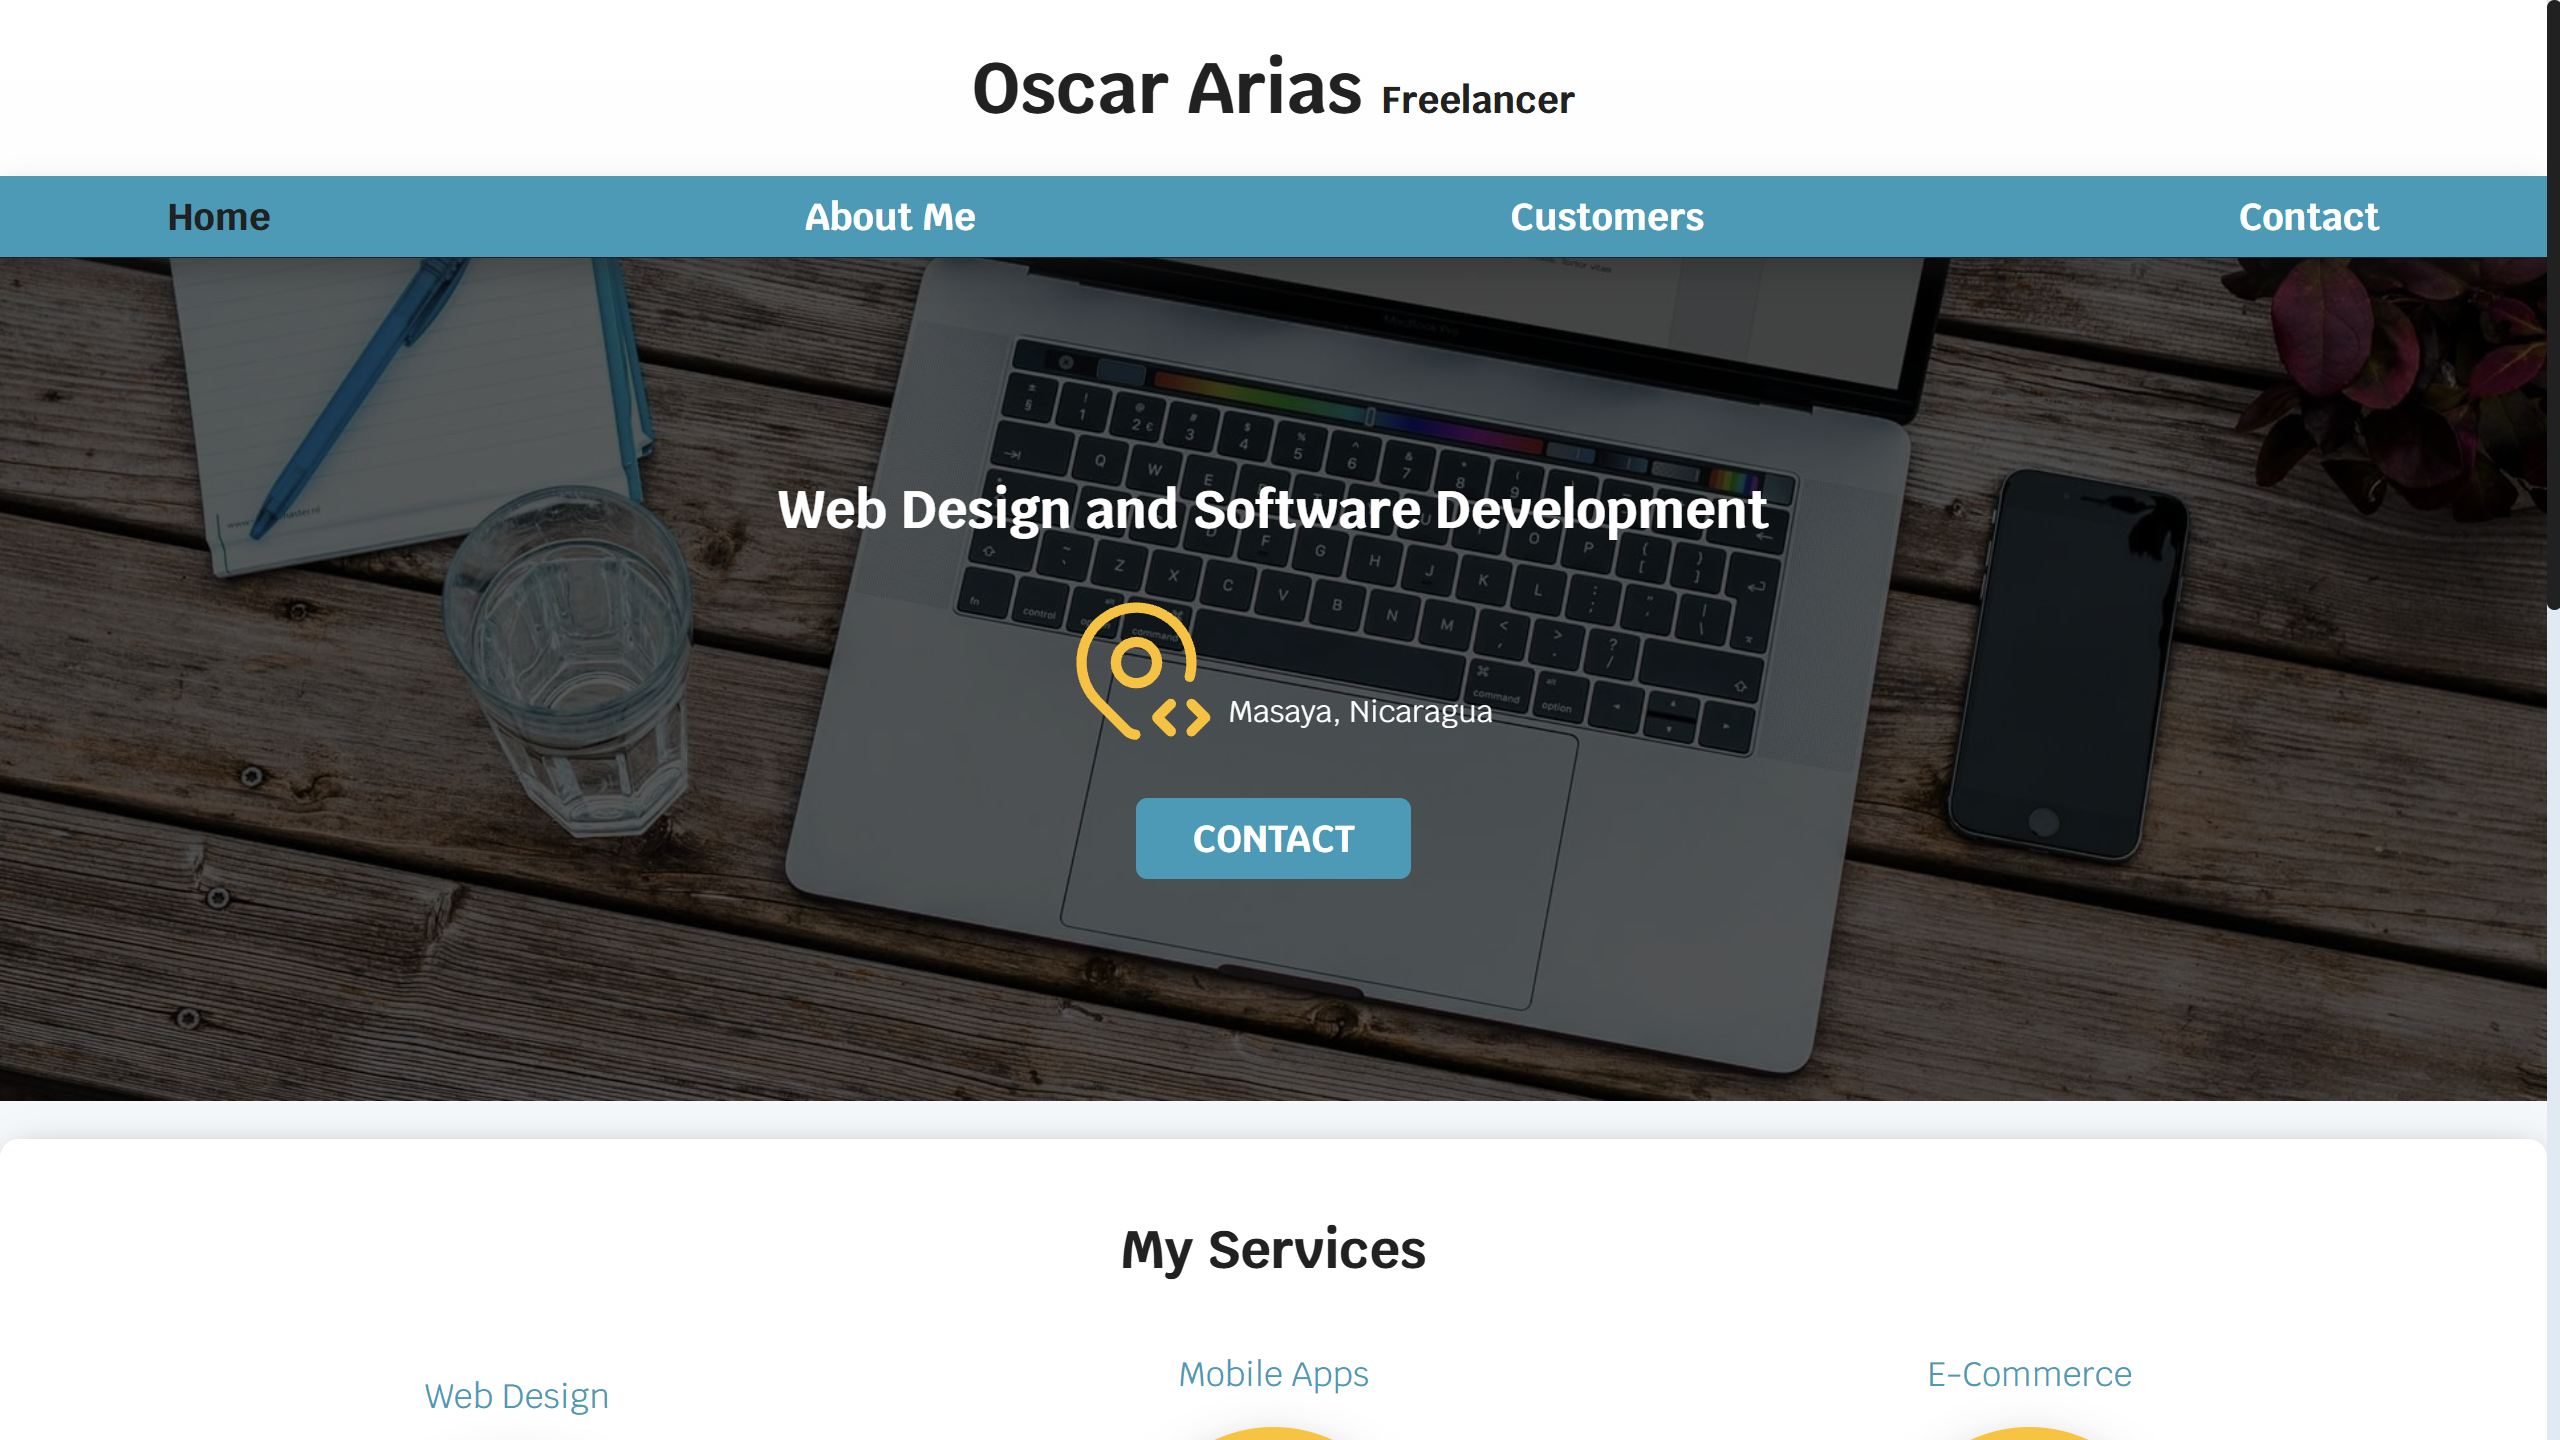 Oscar Arias Freelancer
Home
About Me
Customers
Contact
Web Design and Software Development
Masaya, Nicaragua
CONTACT
My Services
Web Design
Mobile Apps
E-Commerce